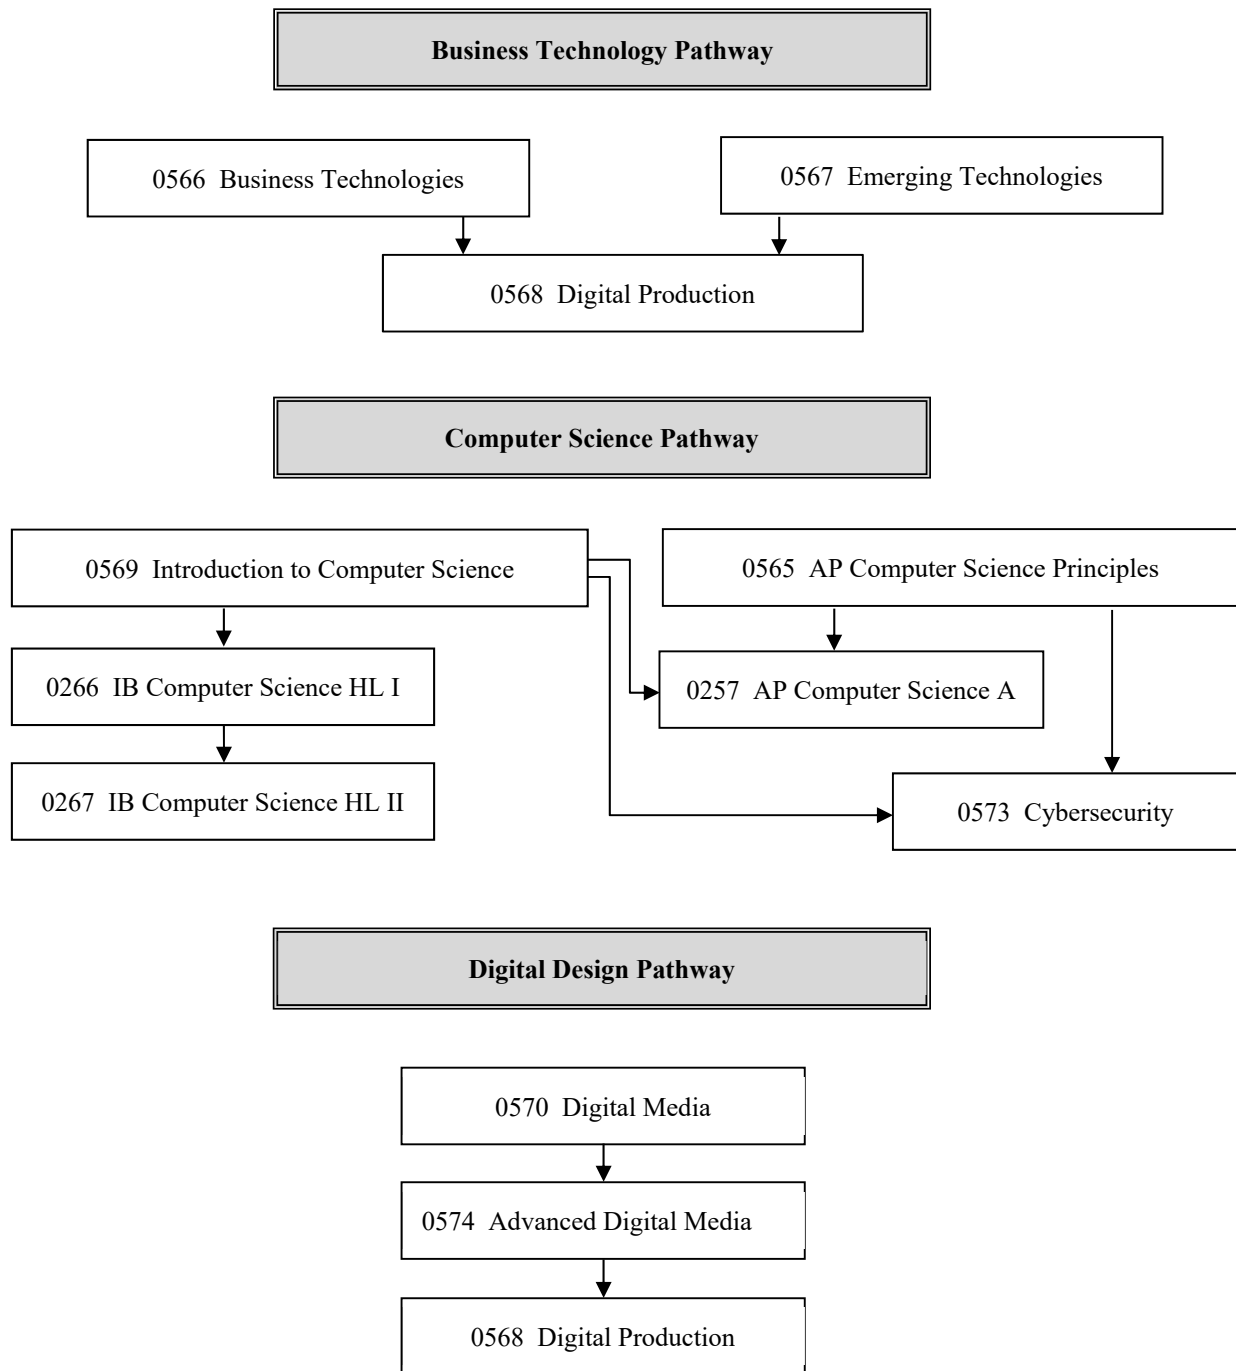 Business Technology Pathway
0566 Business Technologies
0567 Emerging Technologies
0568 Digital Production
Computer Science Pathway
0569 Introduction to Computer Science
0565 AP Computer Science Principles
0266 IB Computer Science HL I
0257 AP Computer Science A
0267 IB Computer Science HL II
0573 Cybersecurity
Digital Design Pathway
0570 Digital Media
0574 Advanced Digital Media
0568 Digital Production